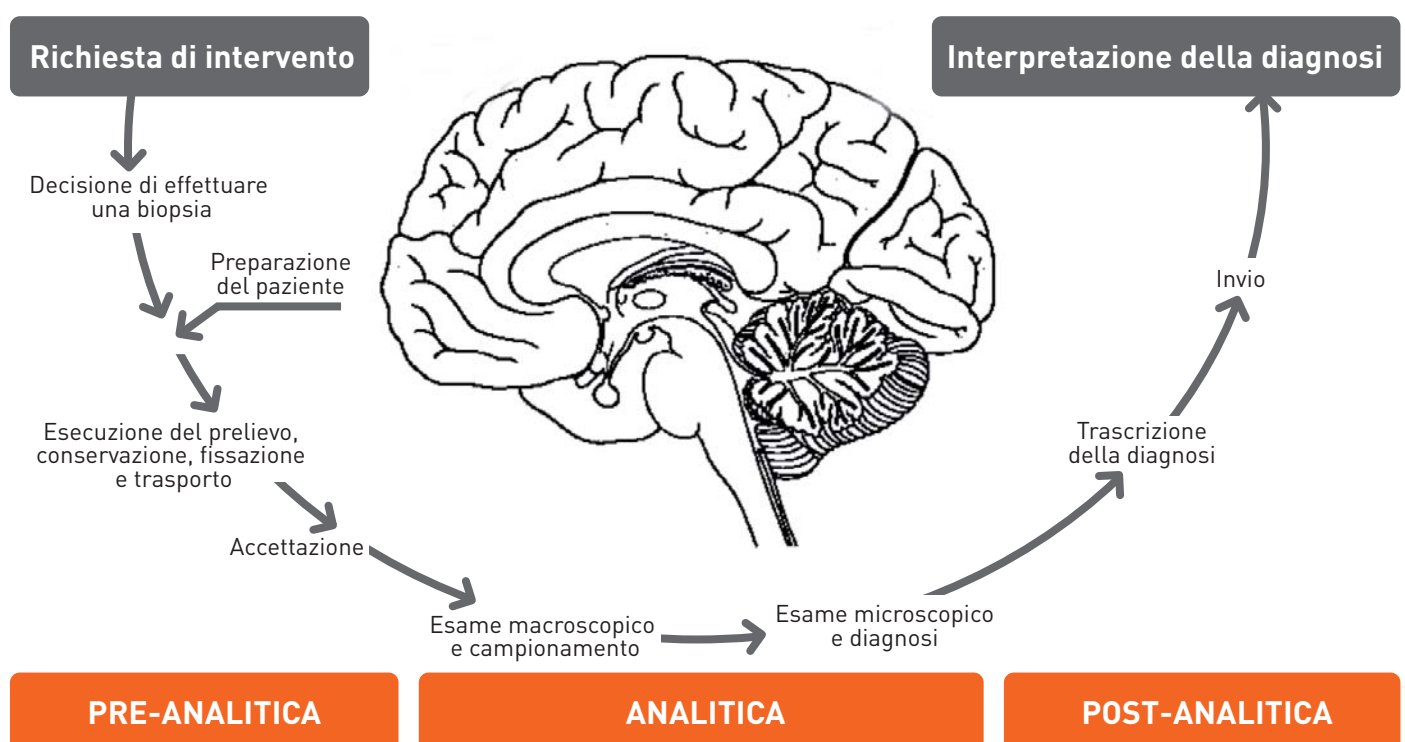 Richiesta di intervento
Interpretazione della diagnosi
Decisione di effettuare
una biopsia
Preparazione
del paziente
Esecuzione del prelievo,
conservazione, fissazione
e trasporto
Accettazione
Esame macroscopico
e campionamento
Esame microscopico
e diagnosi
Trascrizione
della diagnosi
Invio
PRE-ANALITICA
ANALITICA
POST-ANALITICA